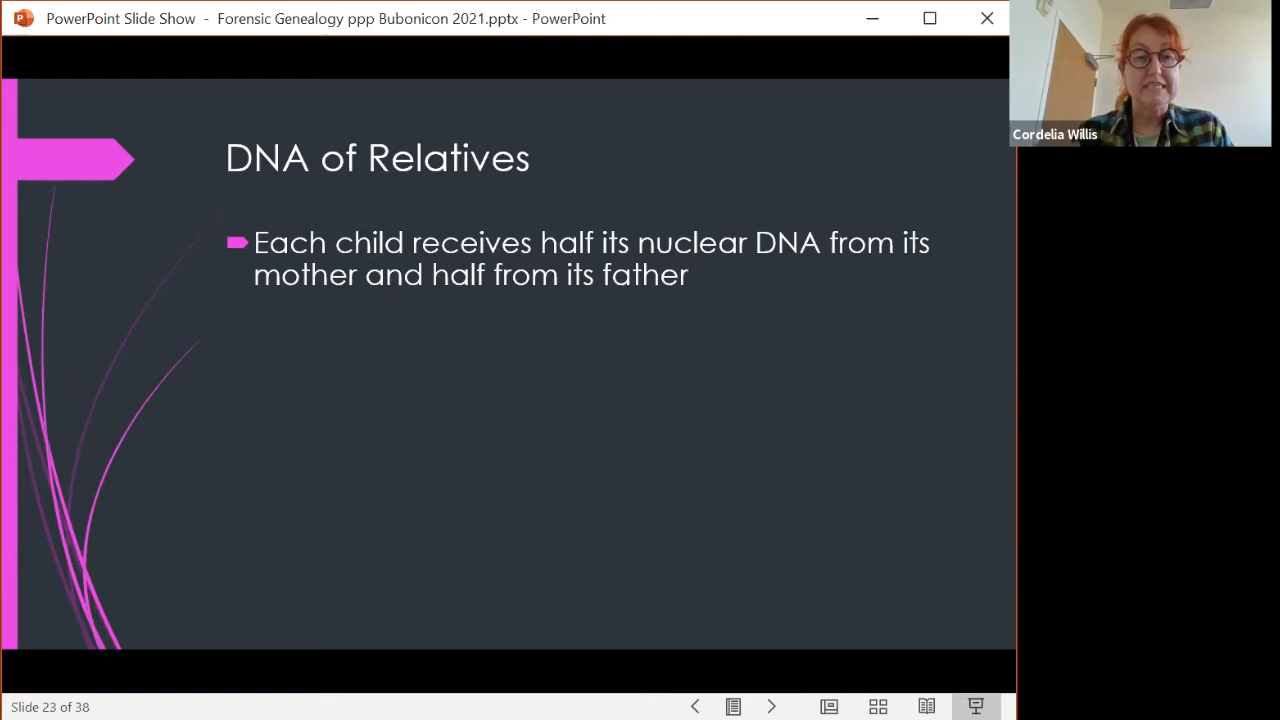 PowerPoint Slide Show - Forensic Genealogy ppp Bubonicon 2021.pptx - PowerPoint
Cordelia Willis
DNA of Relatives
Each child receives half its nuclear DNA from its
mother and half from its father
Slide 23 of 38